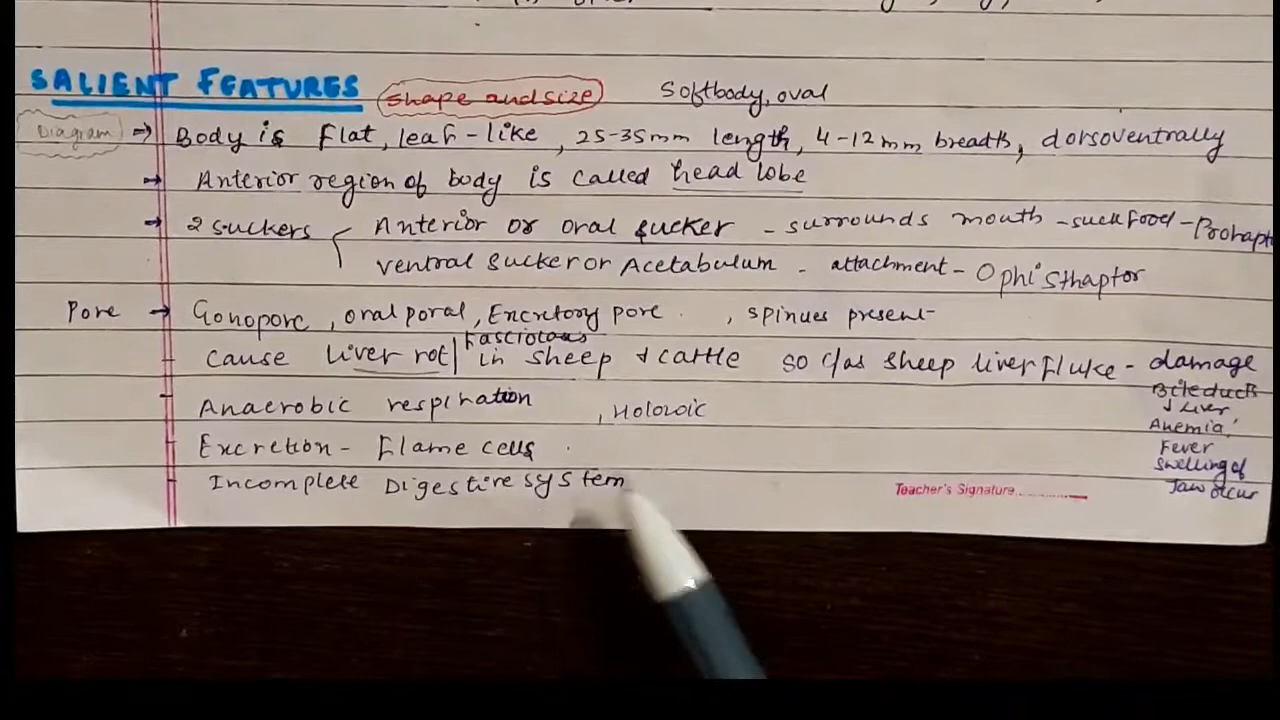 SALIENT FEATURES shape and size softbody, oval
Diagram → Body is flat, leaf-like, 25-35mm length, 4-12mm breadth, dorsoventrally
→ Anterior region of body is called head lobe
→ 2 suckers Anterior or oral sucker - surrounds mouth - suck food - Prohapt
ventral sucker or Acetabulum - attachment - Ophisthaptor
Pore → Gonopore, oral poral, Excretory pore , spinues present
Fasciolous
cause liver rot| in sheep & cattle so c/as sheep liver fluke - damage
Bile duct
& Liver
Anaerobic respiration , Holozoic
Anemia
Excretion - Flame cells
Fever
swelling of
Incomplete Digestive system
Jaw occur
Teacher's Signature